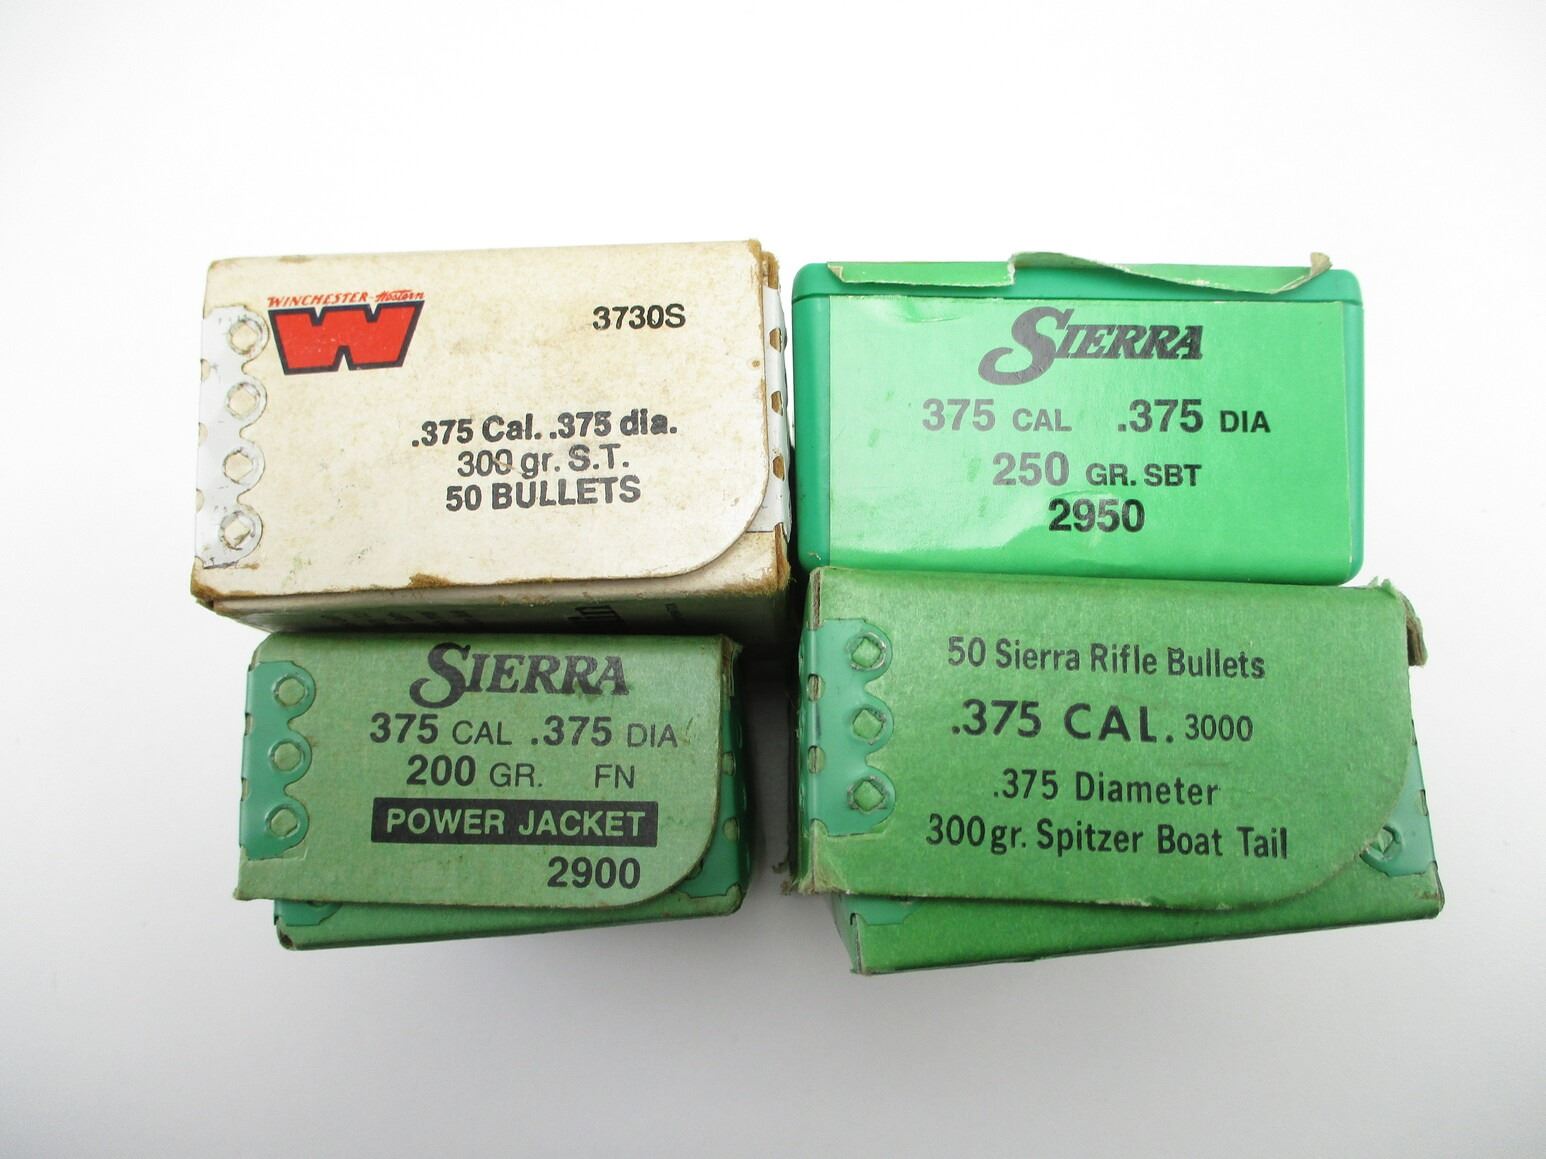 WINCHESTER-Western
W
3730S
.375 Cal. .375 dia.
300 gr. S.T.
50 BULLETS
SIERRA
375 CAL .375 DIA
250 GR. SBT
2950
SIERRA
375 CAL .375 DIA
200 GR. FN
POWER JACKET
2900
50 Sierra Rifle Bullets
.375 CAL. 3000
.375 Diameter
300gr. Spitzer Boat Tail